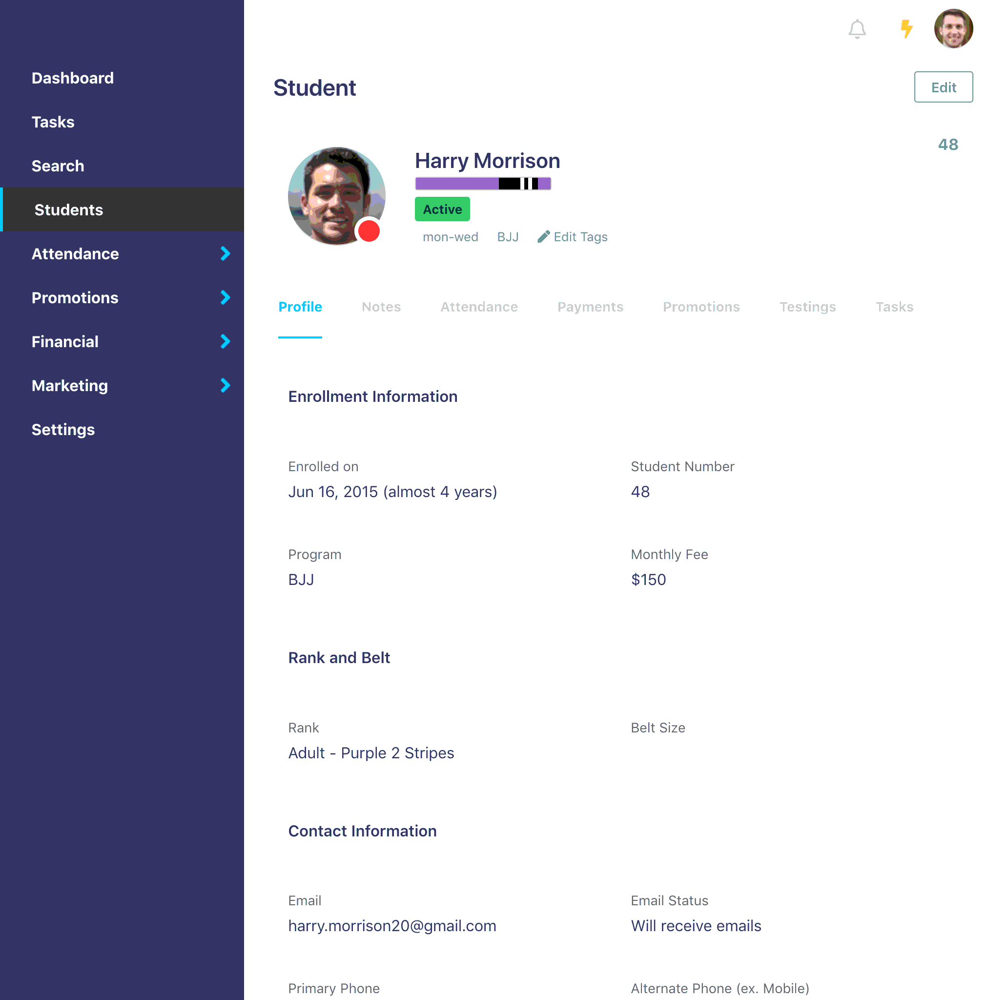 Dashboard
Tasks
Search
Students
Attendance
Promotions
Financial
Marketing
Settings
Student
Edit
48
Harry Morrison
Active
mon-wed BJJ Edit Tags
Profile Notes Attendance Payments Promotions Testings Tasks
Enrollment Information
Enrolled on Student Number
Jun 16, 2015 (almost 4 years) 48
Program Monthly Fee
BJJ $150
Rank and Belt
Rank Belt Size
Adult - Purple 2 Stripes
Contact Information
Email Email Status
harry.morrison20@gmail.com Will receive emails
Primary Phone Alternate Phone (ex. Mobile)